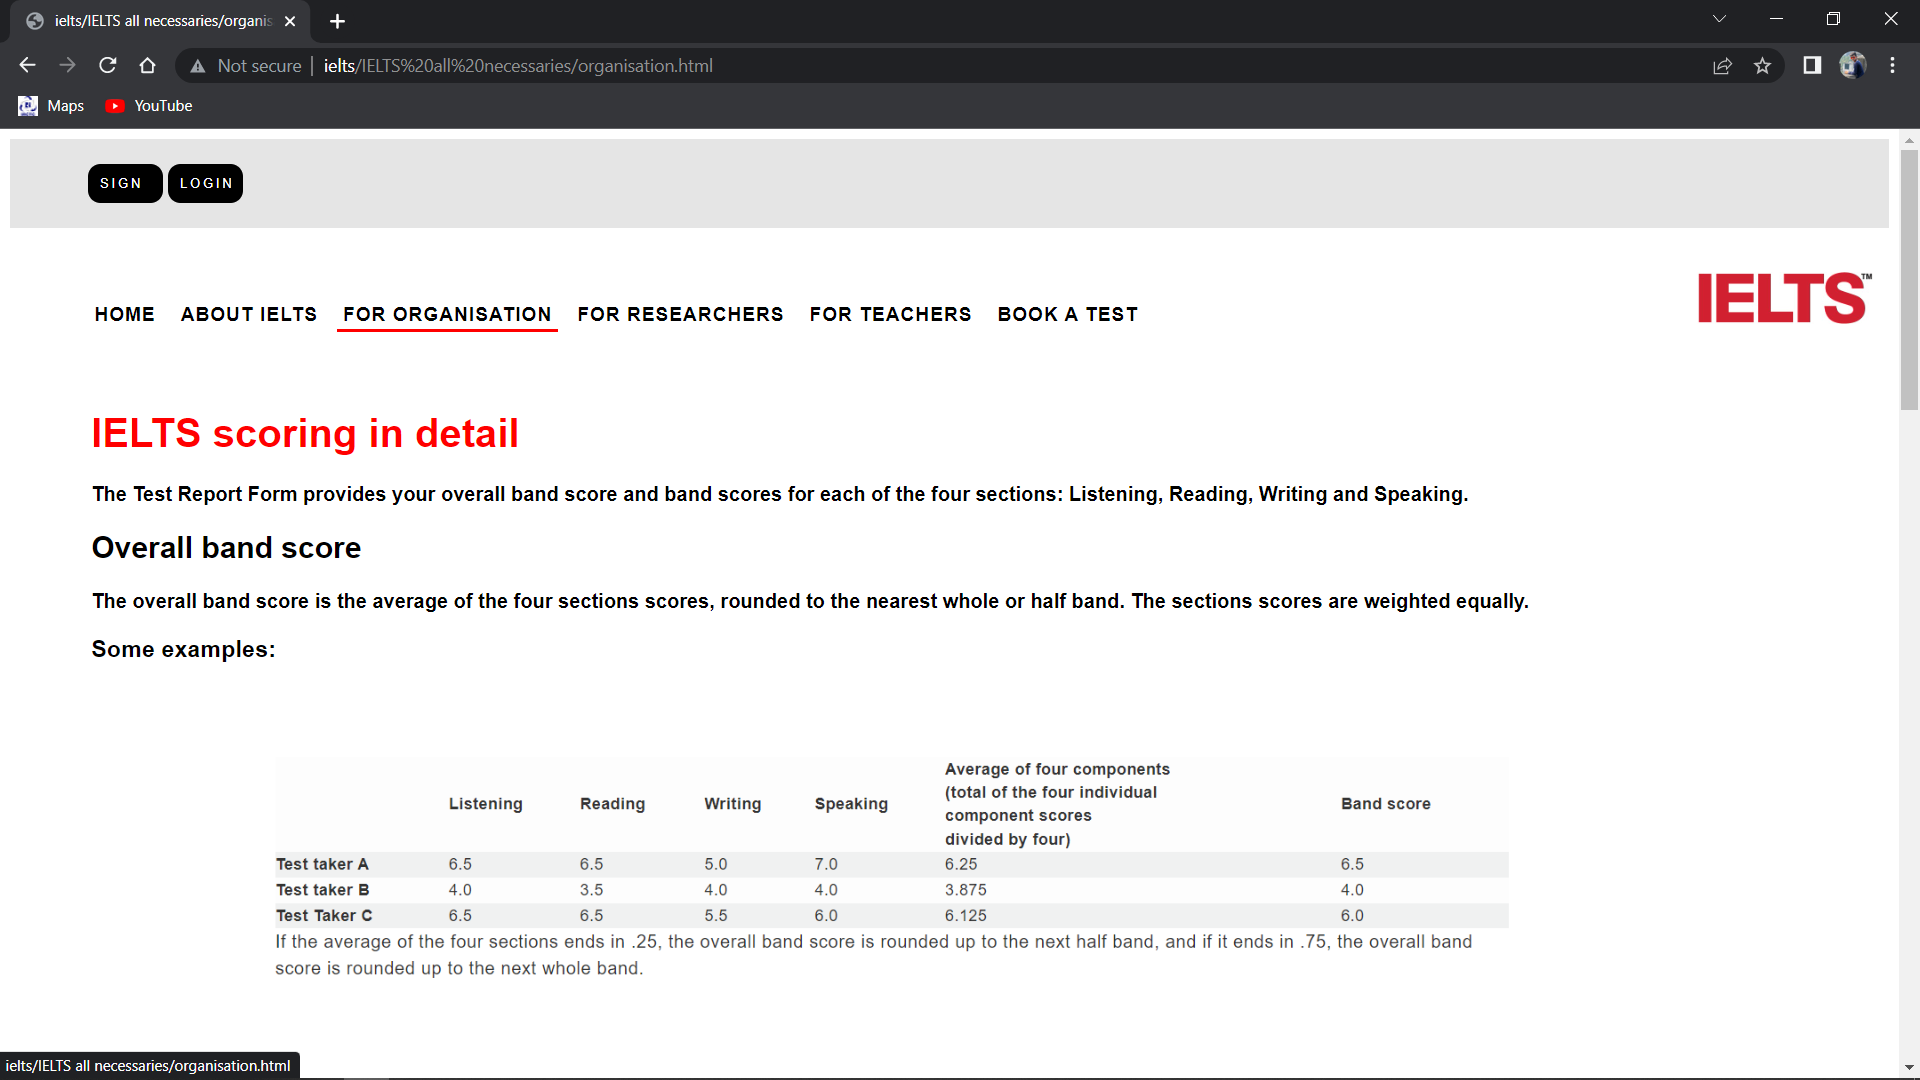 ielts/IELTS all necessaries/organis
Not secure
ielts/IELTS%20all%20necessaries/organisation.html
Maps YouTube
SIGN LOGIN
HOME ABOUT IELTS FOR ORGANISATION FOR RESEARCHERS FOR TEACHERS BOOK A TEST
IELTS™
IELTS scoring in detail
The Test Report Form provides your overall band score and band scores for each of the four sections: Listening, Reading, Writing and Speaking.
Overall band score
The overall band score is the average of the four sections scores, rounded to the nearest whole or half band. The sections scores are weighted equally.
Some examples:
Listening Reading Writing Speaking Average of four components
(total of the four individual
component scores
divided by four) Band score
Test taker A 6.5 6.5 5.0 7.0 6.25 6.5
Test taker B 4.0 3.5 4.0 4.0 3.875 4.0
Test Taker C 6.5 6.5 5.5 6.0 6.125 6.0
If the average of the four sections ends in .25, the overall band score is rounded up to the next half band, and if it ends in .75, the overall band
score is rounded up to the next whole band.
ielts/IELTS all necessaries/organisation.html